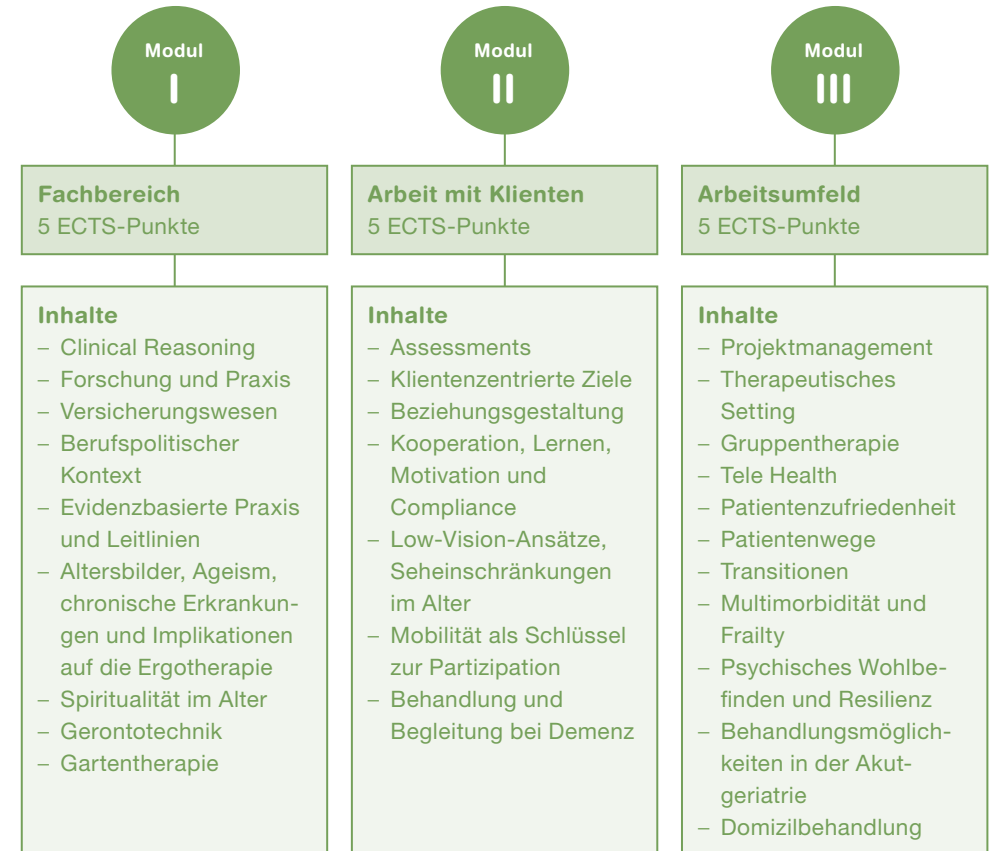 Modul
I
Fachbereich
5 ECTS-Punkte
Inhalte
– Clinical Reasoning
– Forschung und Praxis
– Versicherungswesen
– Berufspolitischer
Kontext
– Evidenzbasierte Praxis
und Leitlinien
– Altersbilder, Ageism,
chronische Erkrankun-
gen und Implikationen
auf die Ergotherapie
– Spiritualität im Alter
– Gerontotechnik
– Gartentherapie
Modul
II
Arbeit mit Klienten
5 ECTS-Punkte
Inhalte
– Assessments
– Klientenzentrierte Ziele
– Beziehungsgestaltung
– Kooperation, Lernen,
Motivation und
Compliance
– Low-Vision-Ansätze,
Seheinschränkungen
im Alter
– Mobilität als Schlüssel
zur Partizipation
– Behandlung und
Begleitung bei Demenz
Modul
III
Arbeitsumfeld
5 ECTS-Punkte
Inhalte
– Projektmanagement
– Therapeutisches
Setting
– Gruppentherapie
– Tele Health
– Patientenzufriedenheit
– Patientenwege
– Transitionen
– Multimorbidität und
Frailty
– Psychisches Wohlbe-
finden und Resilienz
– Behandlungsmöglich-
keiten in der Akut-
geriatrie
– Domizilbehandlung